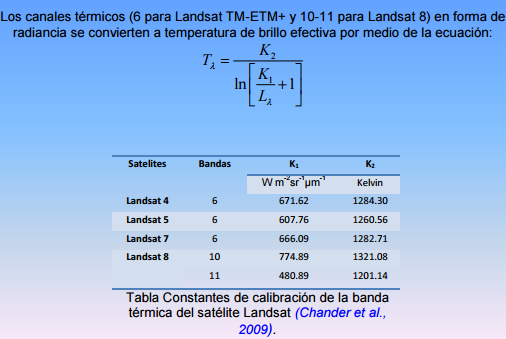 Los canales térmicos (6 para Landsat TM-ETM+ y 10-11 para Landsat 8) en forma de
radiancia se convierten a temperatura de brillo efectiva por medio de la ecuación:
T_λ = K_2 / ln[K_1 / L_λ + 1]
Satelites Bandas K₁ K₂
W m⁻²sr⁻¹µm⁻¹ Kelvin
Landsat 4 6 671.62 1284.30
Landsat 5 6 607.76 1260.56
Landsat 7 6 666.09 1282.71
Landsat 8 10 774.89 1321.08
11 480.89 1201.14
Tabla Constantes de calibración de la banda
térmica del satélite Landsat (Chander et al.,
2009).